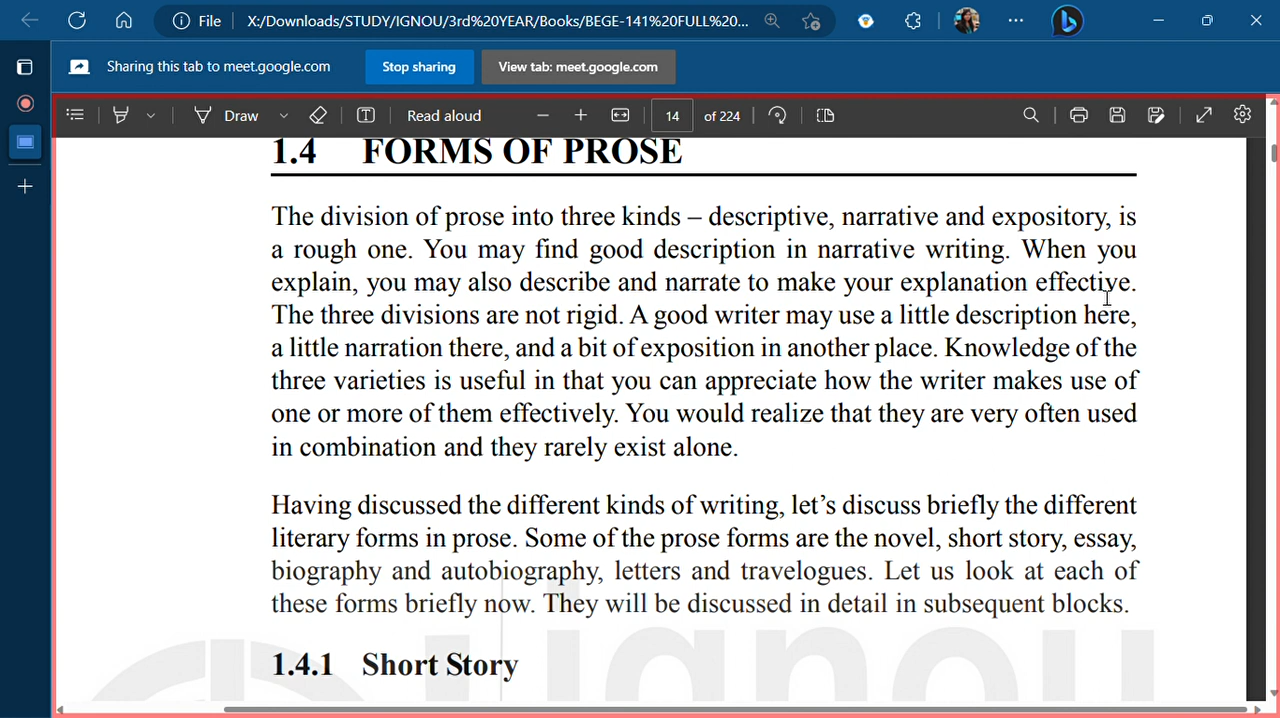 File X:/Downloads/STUDY/IGNOU/3rd%20YEAR/Books/BEGE-141%20FULL%20...
Sharing this tab to meet.google.com Stop sharing View tab: meet.google.com
Draw Read aloud 14 of 224
1.4 FORMS OF PROSE
The division of prose into three kinds – descriptive, narrative and expository, is
a rough one. You may find good description in narrative writing. When you
explain, you may also describe and narrate to make your explanation effective.
The three divisions are not rigid. A good writer may use a little description here,
a little narration there, and a bit of exposition in another place. Knowledge of the
three varieties is useful in that you can appreciate how the writer makes use of
one or more of them effectively. You would realize that they are very often used
in combination and they rarely exist alone.
Having discussed the different kinds of writing, let’s discuss briefly the different
literary forms in prose. Some of the prose forms are the novel, short story, essay,
biography and autobiography, letters and travelogues. Let us look at each of
these forms briefly now. They will be discussed in detail in subsequent blocks.
1.4.1 Short Story
ignou